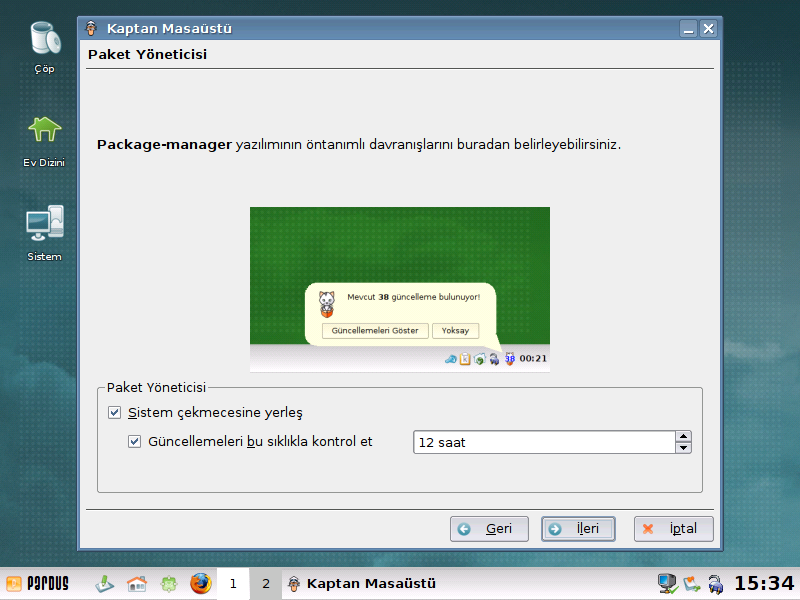 Çöp
Ev Dizini
Sistem
Kaptan Masaüstü
Paket Yöneticisi
Package-manager yazılımının öntanımlı davranışlarını buradan belirleyebilirsiniz.
Mevcut 38 güncelleme bulunuyor!
Güncellemeleri Göster Yoksay
38 00:21
Paket Yöneticisi
Sistem çekmecesine yerleş
Güncellemeleri bu sıklıkla kontrol et 12 saat
Geri İleri İptal
PARDUS 1 2 Kaptan Masaüstü 15:34